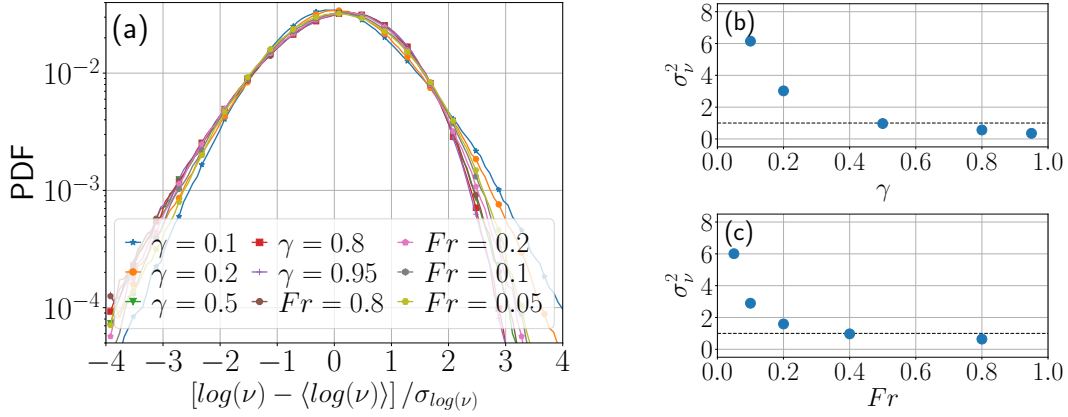 (a)
PDF
10⁻²
10⁻³
10⁻⁴
γ = 0.1
γ = 0.2
γ = 0.5
γ = 0.8
γ = 0.95
Fr = 0.8
Fr = 0.2
Fr = 0.1
Fr = 0.05
−4 −3 −2 −1 0 1 2 3 4
[log(ν) − ⟨log(ν)⟩] /σ_{log(ν)}
(b)
σ_ν^2
8
6
4
2
0
0.0 0.2 0.4 0.6 0.8 1.0
γ
(c)
σ_ν^2
8
6
4
2
0
0.0 0.2 0.4 0.6 0.8 1.0
Fr